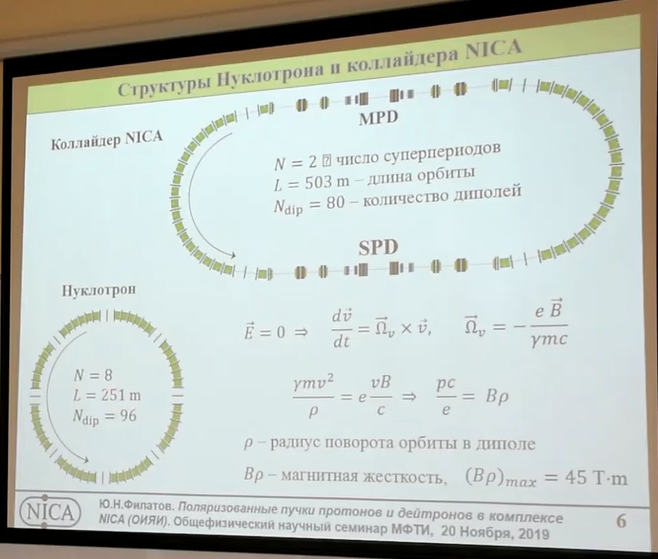 Структуры Нуклотрона и коллайдера NICA
Коллайдер NICA
MPD
N = 2 ⍰ число суперпериодов
L = 503 m – длина орбиты
N_dip = 80 – количество диполей
SPD
Нуклотрон
N = 8
L = 251 m
N_dip = 96
E⃗ = 0 ⇒ dv⃗/dt = Ω⃗_v × v⃗, Ω⃗_v = − e B⃗/γmc
γmv²/ρ = e vB/c ⇒ pc/e = Bρ
ρ – радиус поворота орбиты в диполе
Bρ – магнитная жесткость, (Bρ)_max = 45 T·m
NICA
Ю.Н.Филатов. Поляризованные пучки протонов и дейтронов в комплексе
NICA (ОИЯИ). Общефизический научный семинар МФТИ, 20 Ноября, 2019
6